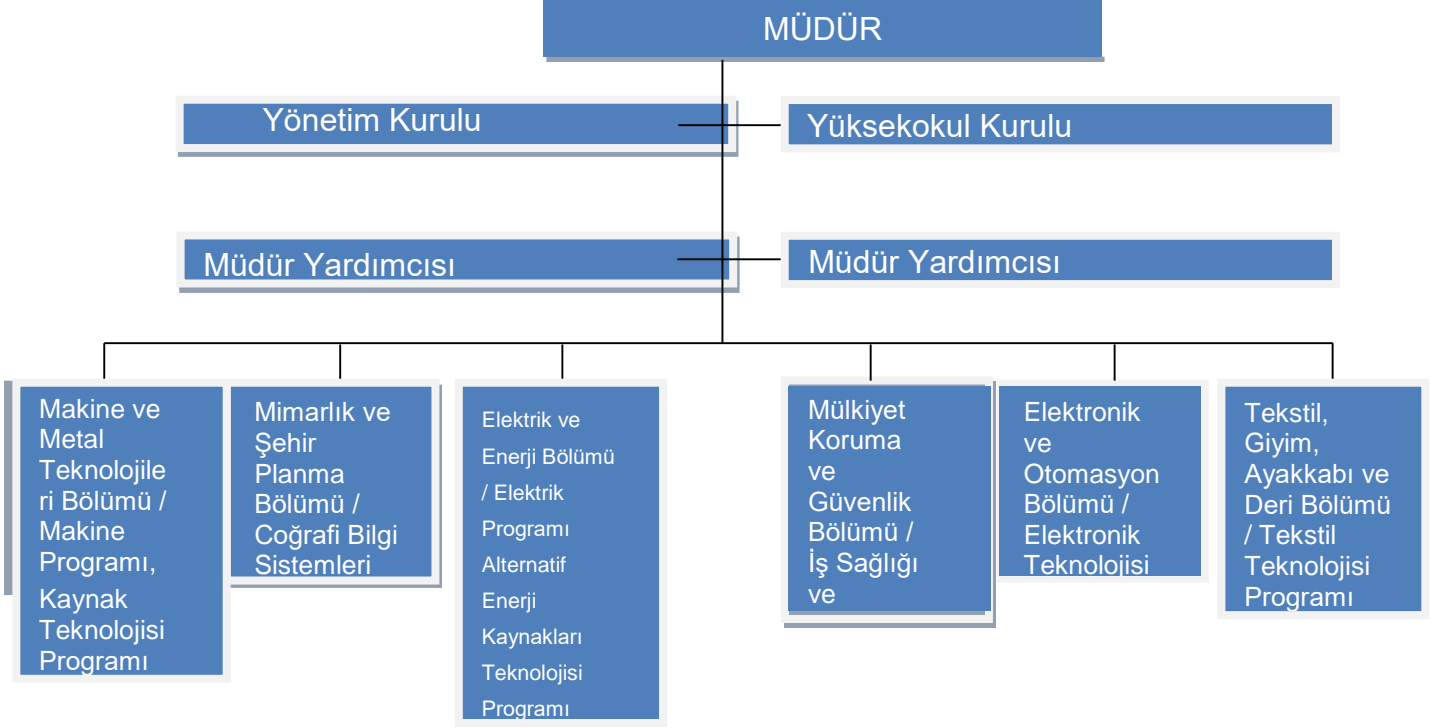 MÜDÜR
Yönetim Kurulu
Yüksekokul Kurulu
Müdür Yardımcısı
Müdür Yardımcısı
Makine ve
Metal
Teknolojile
ri Bölümü /
Makine
Programı,
Kaynak
Teknolojisi
Programı
Mimarlık ve
Şehir
Planma
Bölümü /
Coğrafi Bilgi
Sistemleri
Elektrik ve
Enerji Bölümü
/ Elektrik
Programı
Alternatif
Enerji
Kaynakları
Teknolojisi
Programı
Mülkiyet
Koruma
ve
Güvenlik
Bölümü /
İş Sağlığı
ve
Elektronik
ve
Otomasyon
Bölümü /
Elektronik
Teknolojisi
Tekstil,
Giyim,
Ayakkabı ve
Deri Bölümü
/ Tekstil
Teknolojisi
Programı